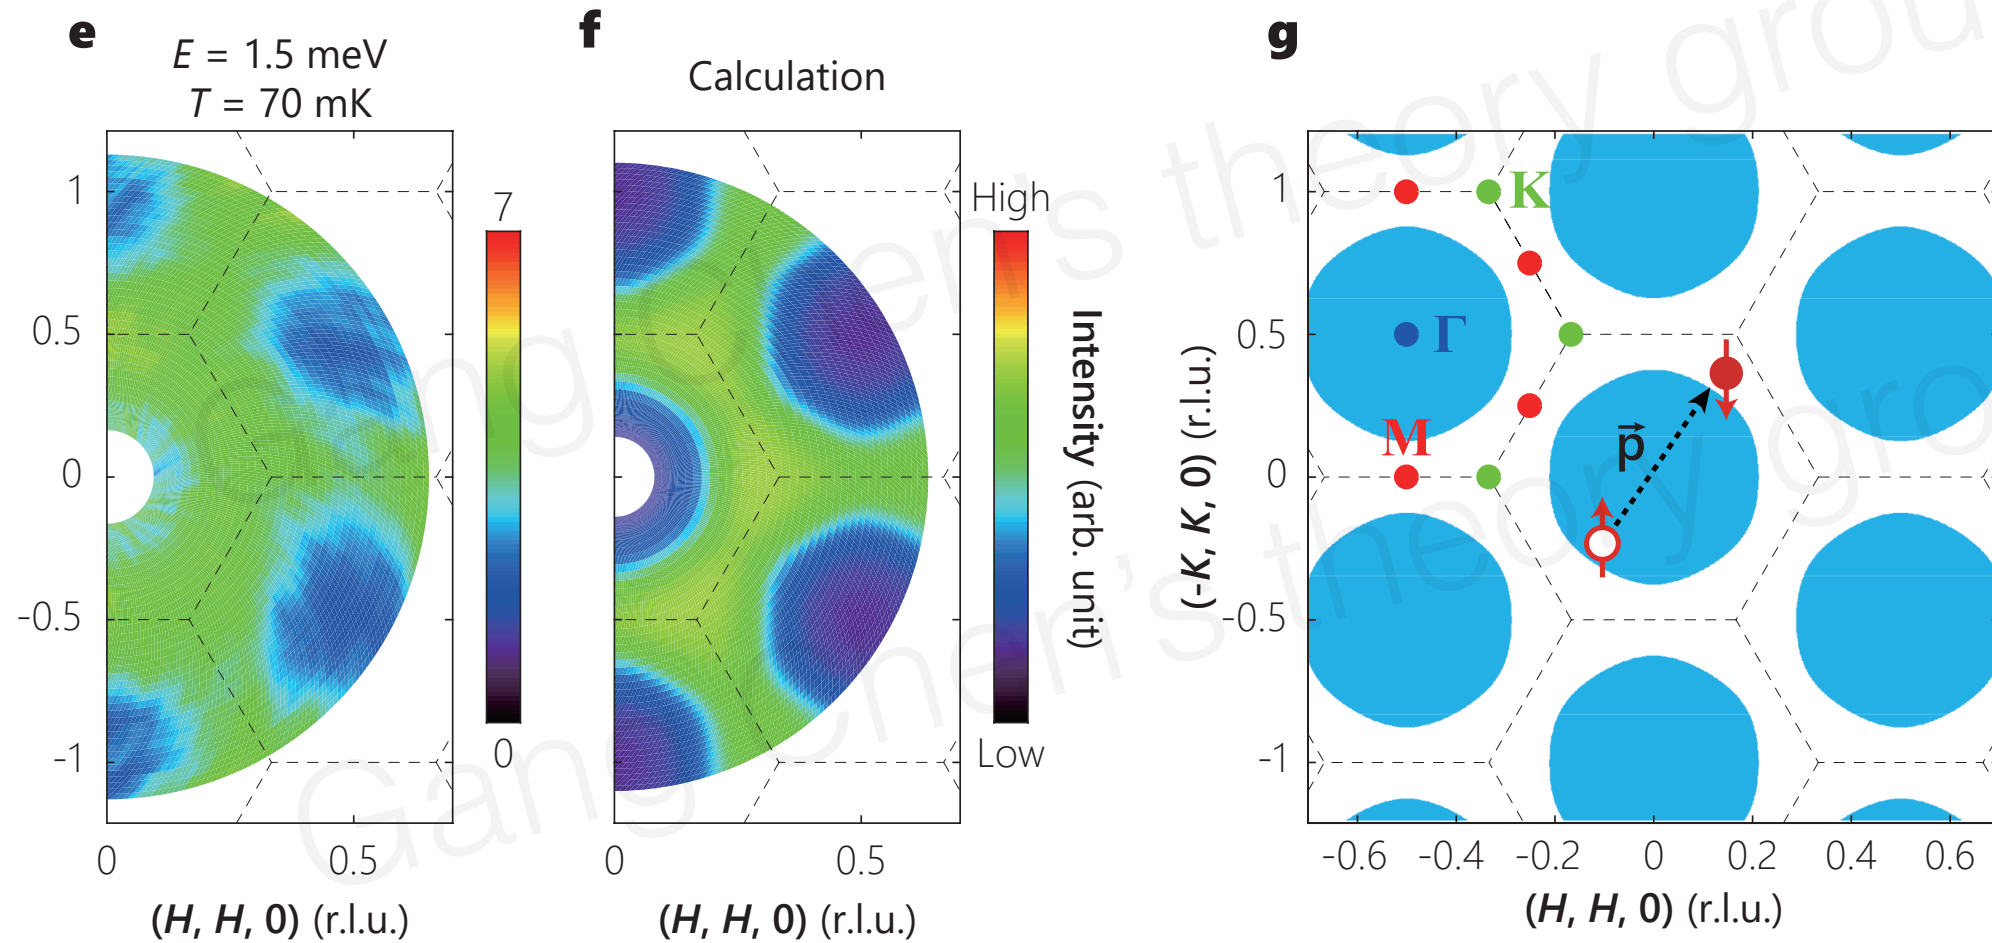 e
E = 1.5 meV
T = 70 mK
1
0.5
0
-0.5
-1
0
0.5
(H, H, 0) (r.l.u.)
7
0
f
Calculation
0
0.5
(H, H, 0) (r.l.u.)
High
Low
Intensity (arb. unit)
g
(-K, K, 0) (r.l.u.)
1
0.5
0
-0.5
-1
K
Γ
M
p⃗
-0.6 -0.4 -0.2 0 0.2 0.4 0.6
(H, H, 0) (r.l.u.)
Gang Chen's theory group
Gang Chen's theory group